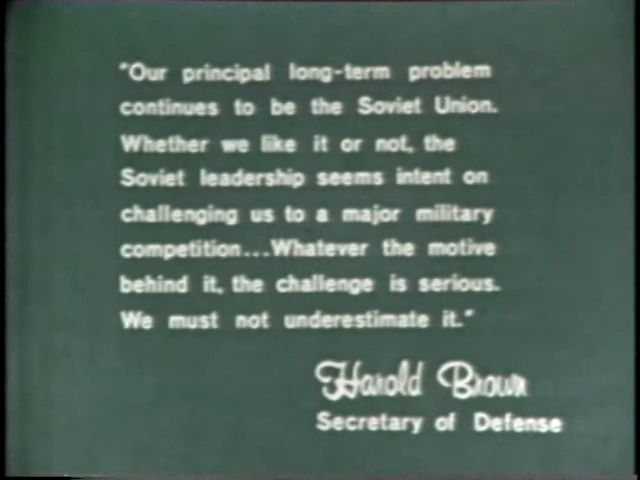 "Our principal long-term problem
continues to be the Soviet Union.
Whether we like it or not, the
Soviet leadership seems intent on
challenging us to a major military
competition...Whatever the motive
behind it, the challenge is serious.
We must not underestimate it."
Harold Brown
Secretary of Defense